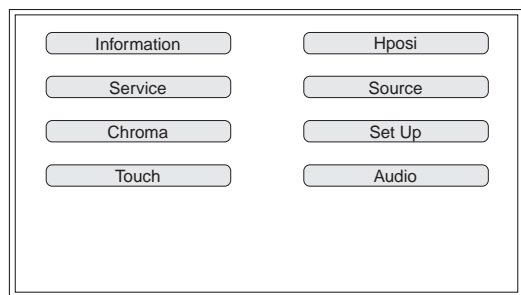 Information
Hposi
Service
Source
Chroma
Set Up
Touch
Audio